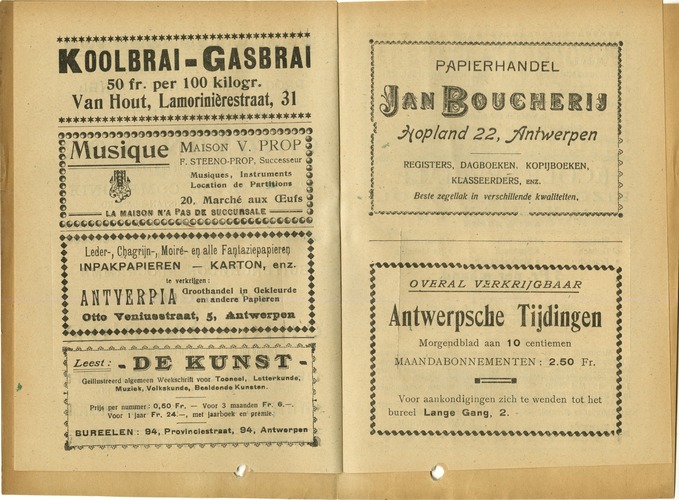 KOOLBRAI - GASBRAI
50 fr. per 100 kilogr.
Van Hout, Lamorinièrestraat, 31
Musique MAISON V. PROP
F. STEENO-PROP, Successeur
Musiques, Instruments
Location de Partitions
20, Marché aux Œufs
LA MAISON N'A PAS DE SUCCURSALE
Leder-, Chagrijn-, Moiré- en alle Fantaziepapieren
INPAKPAPIEREN — KARTON, enz.
te verkrijgen :
ANTVERPIA Groothandel in Gekleurde
en andere Papieren
Otto Veniusstraat, 5, Antwerpen
Leest : - DE KUNST -
Geïllustreerd algemeen Weekschrift voor Tooneel, Letterkunde,
Muziek, Volkskunde, Beeldende Kunsten.
Prijs per nummer: 0,50 Fr. — Voor 3 maanden Fr. 6.—.
Voor 1 jaar Fr. 24.—, met jaarboek en premie.
BUREELEN : 94, Provinciestraat, 94, Antwerpen
PAPIERHANDEL
JAN BOUCHERIJ
Hopland 22, Antwerpen
REGISTERS, DAGBOEKEN, KOPIJBOEKEN,
KLASSEERDERS, ENZ.
Beste zegellak in verschillende kwaliteiten.
OVERAL VERKRIJGBAAR
Antwerpsche Tijdingen
Morgendblad aan 10 centiemen
MAANDABONNEMENTEN : 2.50 Fr.
Voor aankondigingen zich te wenden tot het
bureel Lange Gang, 2.